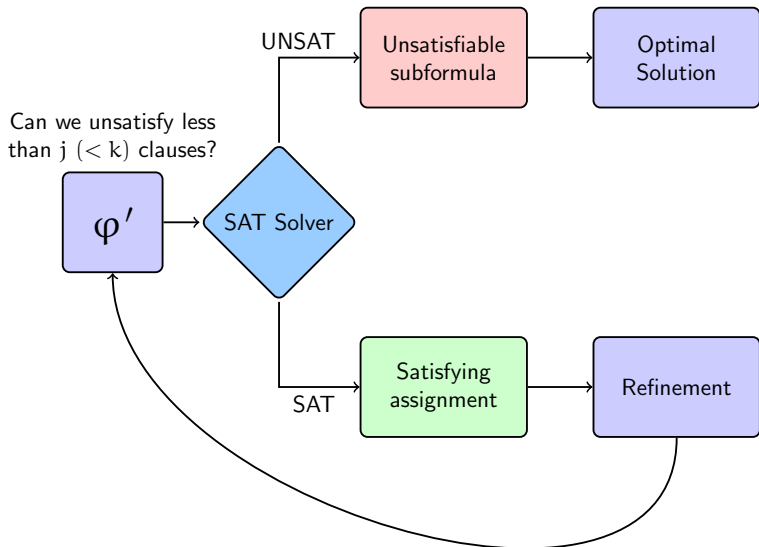 UNSAT
Unsatisfiable
subformula
Optimal
Solution
Can we unsatisfy less
than j (< k) clauses?
φ′
SAT Solver
SAT
Satisfying
assignment
Refinement